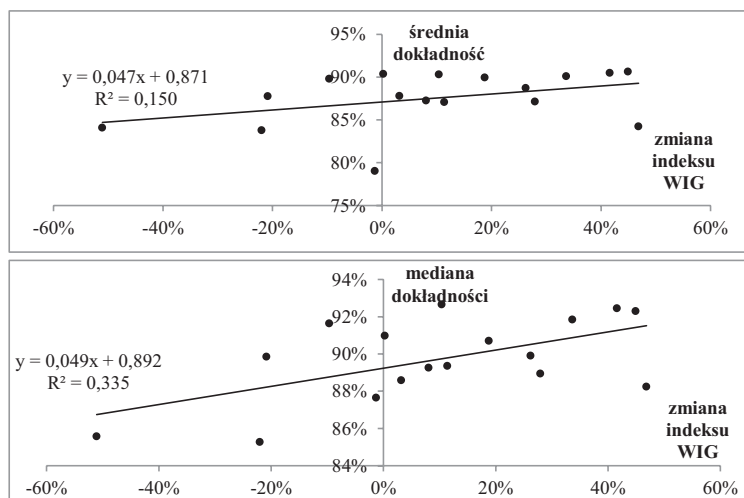 95%
średnia
dokładność
90%
y = 0,047x + 0,871
R² = 0,150
85%
zmiana
indeksu
WIG
80%
75%
-60% -40% -20% 0% 20% 40% 60%
94%
mediana
dokładności
92%
y = 0,049x + 0,892
R² = 0,335
90%
88%
zmiana
indeksu
WIG
86%
84%
-60% -40% -20% 0% 20% 40% 60%